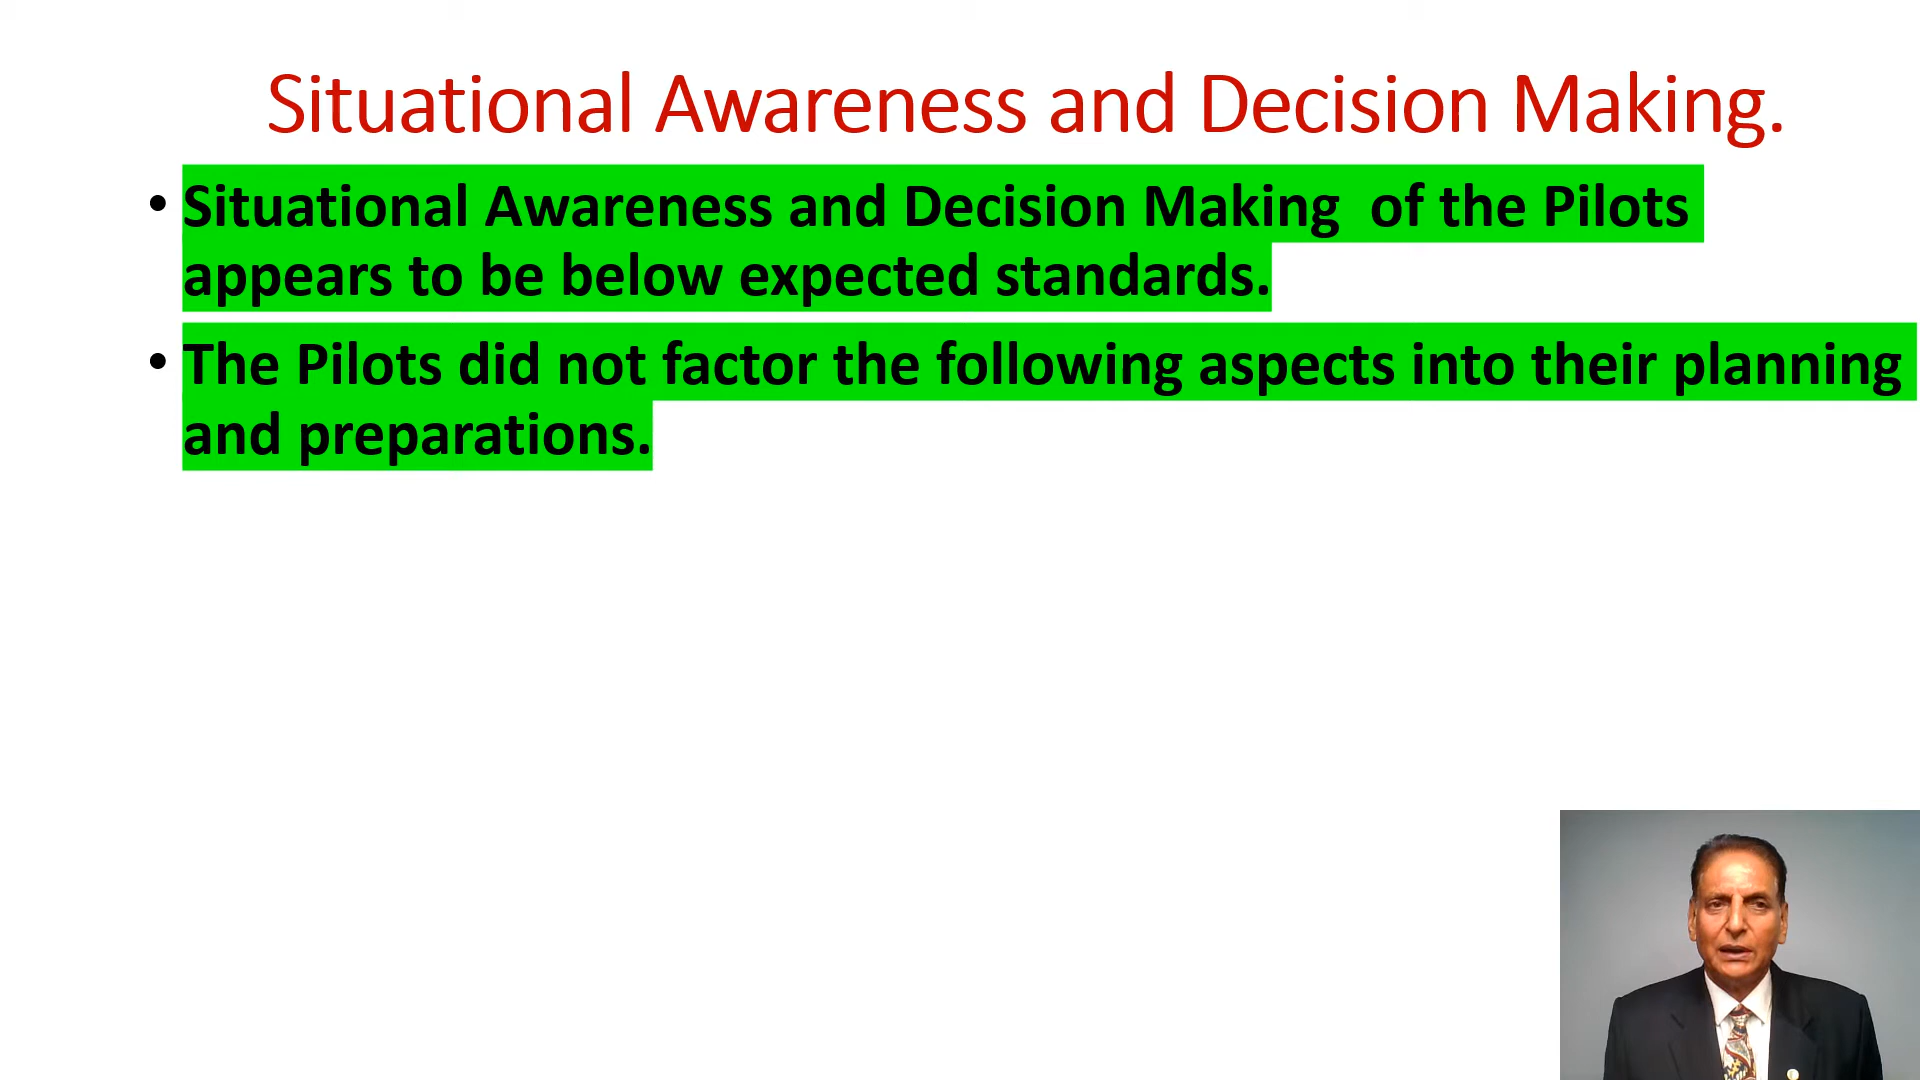 Situational Awareness and Decision Making.
• Situational Awareness and Decision Making  of the Pilots
appears to be below expected standards.
• The Pilots did not factor the following aspects into their planning
and preparations.